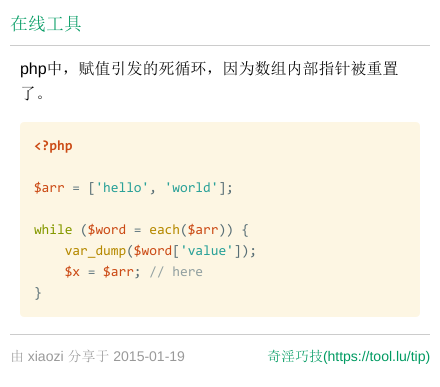 在线工具
php中，赋值引发的死循环，因为数组内部指针被重置
了。
<?php
$arr = ['hello', 'world'];
while ($word = each($arr)) {
    var_dump($word['value']);
    $x = $arr; // here
}
由 xiaozi 分享于 2015-01-19
奇淫巧技(https://tool.lu/tip)